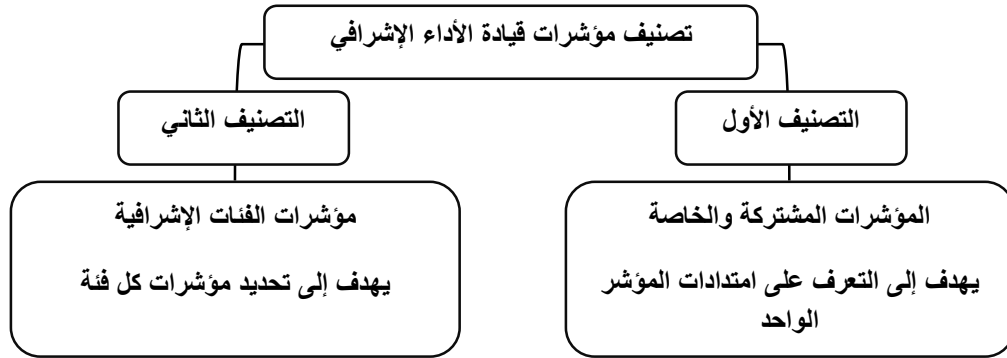 تصنيف مؤشرات قيادة الأداء الإشرافي
التصنيف الأول
المؤشرات المشتركة والخاصة
يهدف إلى التعرف على امتدادات المؤشر
الواحد
التصنيف الثاني
مؤشرات الفئات الإشرافية
يهدف إلى تحديد مؤشرات كل فئة